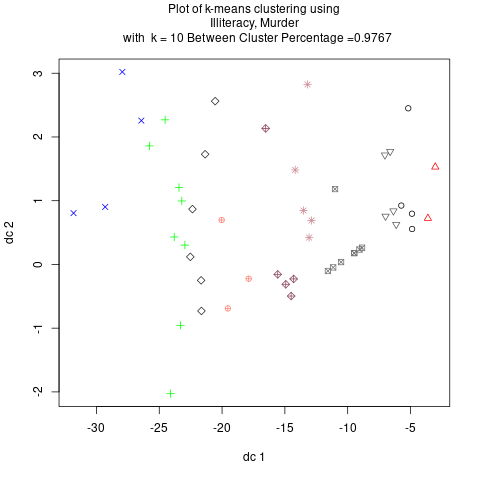 Plot of k-means clustering using
Illiteracy, Murder
with k = 10 Between Cluster Percentage =0.9767
3
2
1
0
-1
-2
dc 2
-30 -25 -20 -15 -10 -5
dc 1